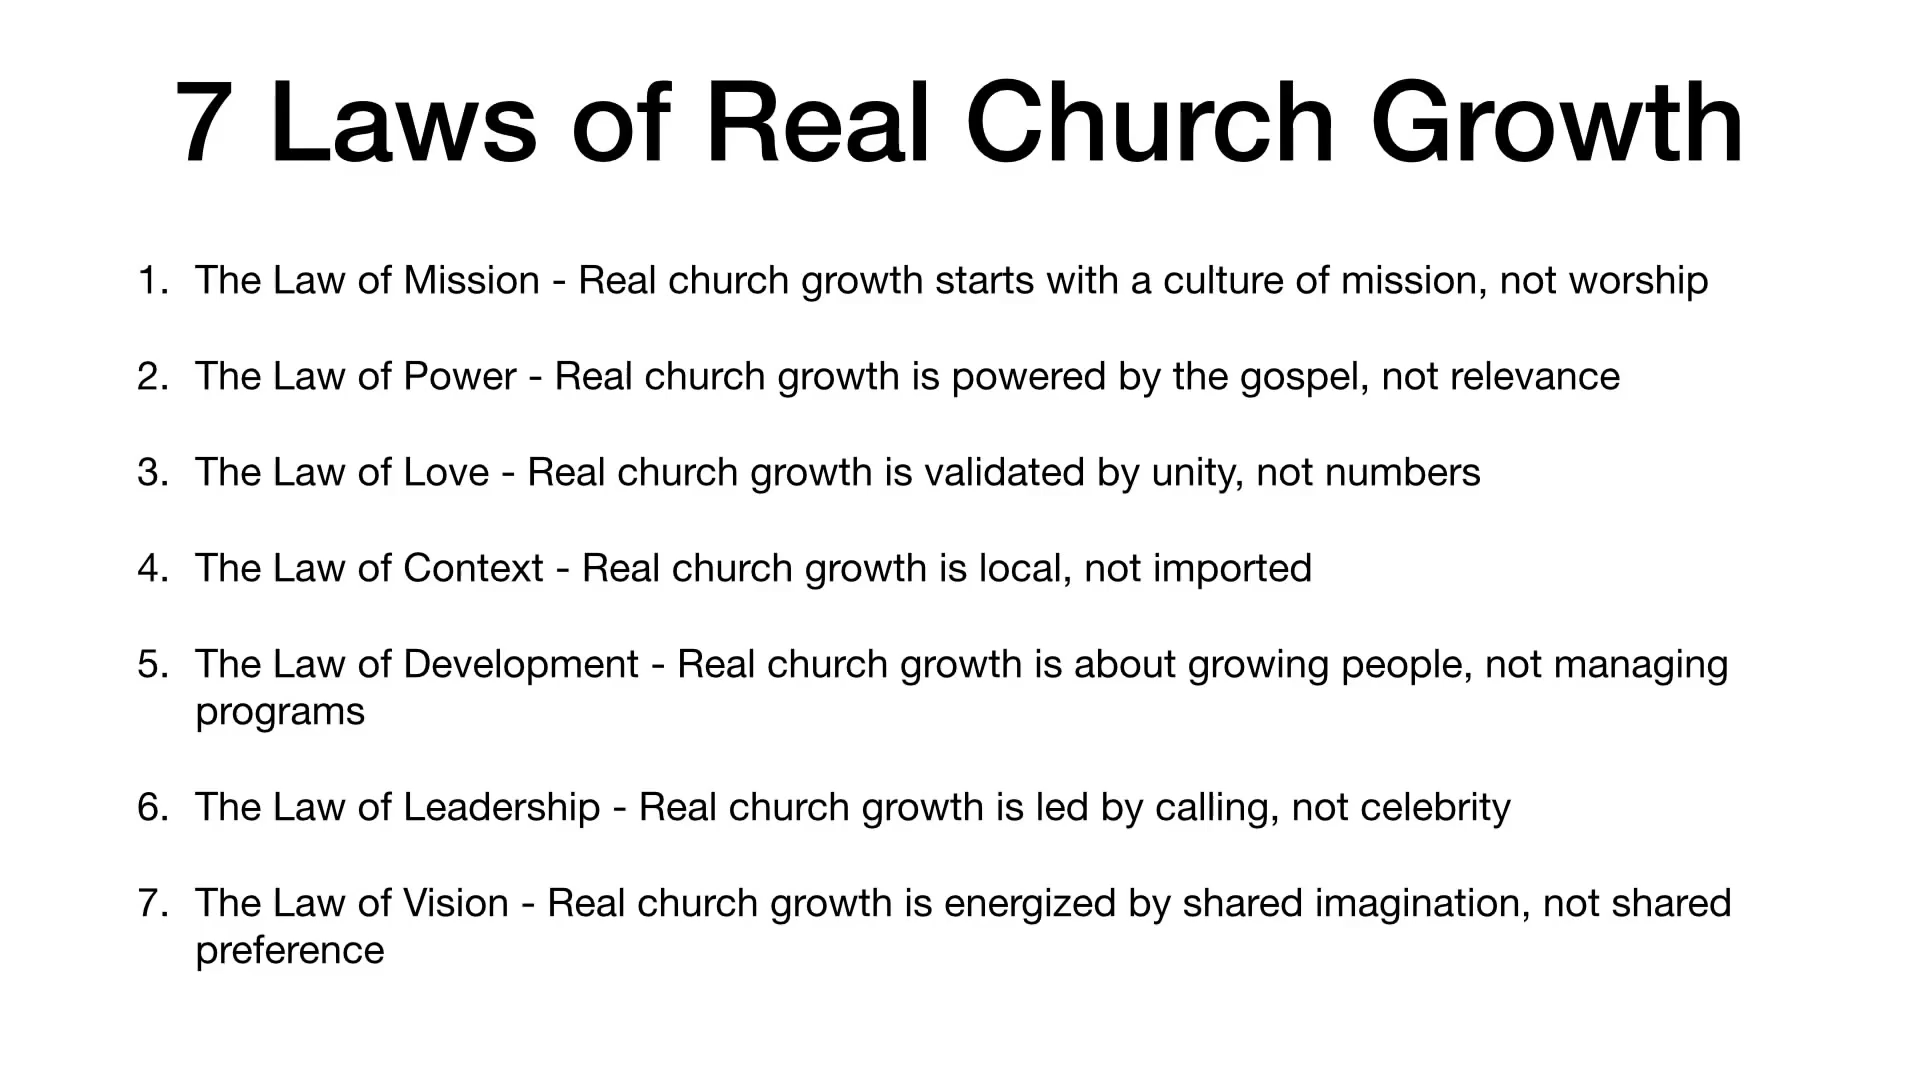 7 Laws of Real Church Growth
1. The Law of Mission - Real church growth starts with a culture of mission, not worship
2. The Law of Power - Real church growth is powered by the gospel, not relevance
3. The Law of Love - Real church growth is validated by unity, not numbers
4. The Law of Context - Real church growth is local, not imported
5. The Law of Development - Real church growth is about growing people, not managing
programs
6. The Law of Leadership - Real church growth is led by calling, not celebrity
7. The Law of Vision - Real church growth is energized by shared imagination, not shared
preference